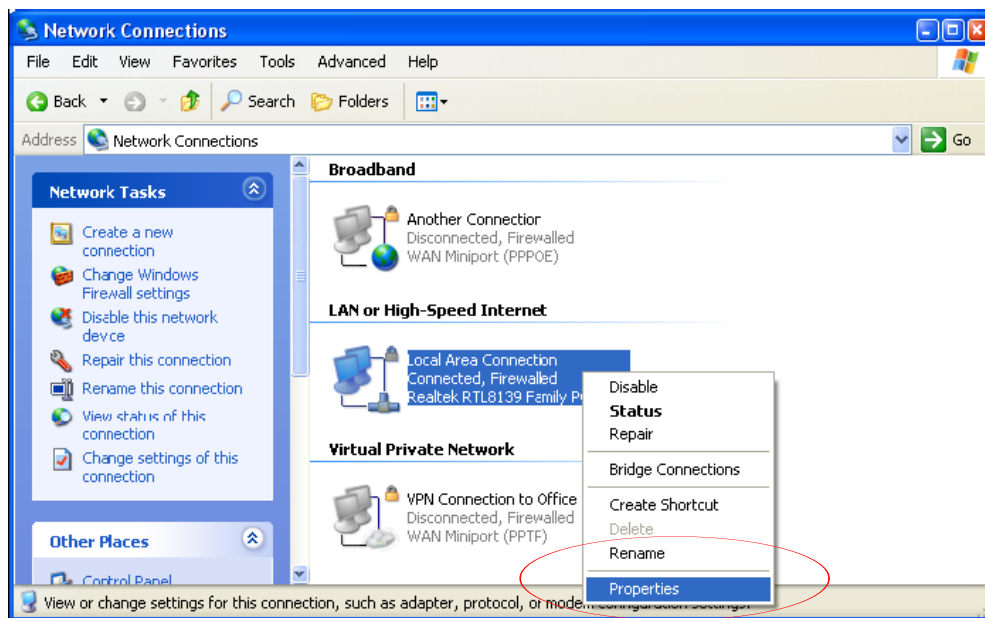 Network Connections
File Edit View Favorites Tools Advanced Help
Back Search Folders
Address Network Connections Go
Network Tasks
Create a new
connection
Change Windows
Firewall settings
Disable this network
device
Repair this connection
Rename this connection
View status of this
connection
Change settings of this
connection
Other Places
Control Panel
Broadband
Another Connection
Disconnected, Firewalled
WAN Miniport (PPPOE)
LAN or High-Speed Internet
Local Area Connection
Connected, Firewalled
Realtek RTL8139 Family
Virtual Private Network
VPN Connection to Office
Disconnected, Firewalled
WAN Miniport (PPTP)
Disable
Status
Repair
Bridge Connections
Create Shortcut
Delete
Rename
Properties
View or change settings for this connection, such as adapter, protocol, or modem configuration settings.